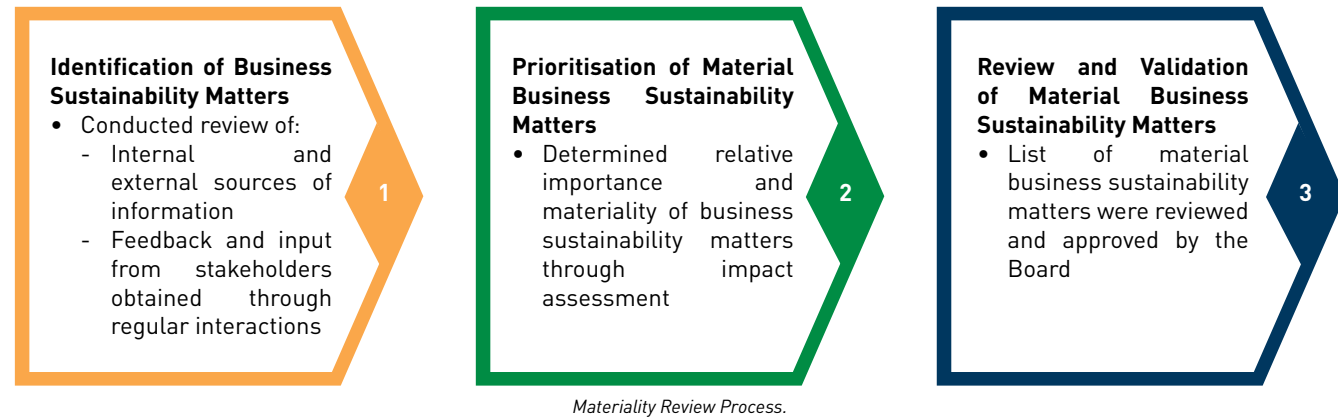 Identification of Business
Sustainability Matters
• Conducted review of:
- Internal and
external sources of
information
- Feedback and input
from stakeholders
obtained through
regular interactions
1
Prioritisation of Material
Business Sustainability
Matters
• Determined relative
importance and
materiality of business
sustainability matters
through impact
assessment
2
Review and Validation
of Material Business
Sustainability Matters
• List of material
business sustainability
matters were reviewed
and approved by the
Board
3
Materiality Review Process.